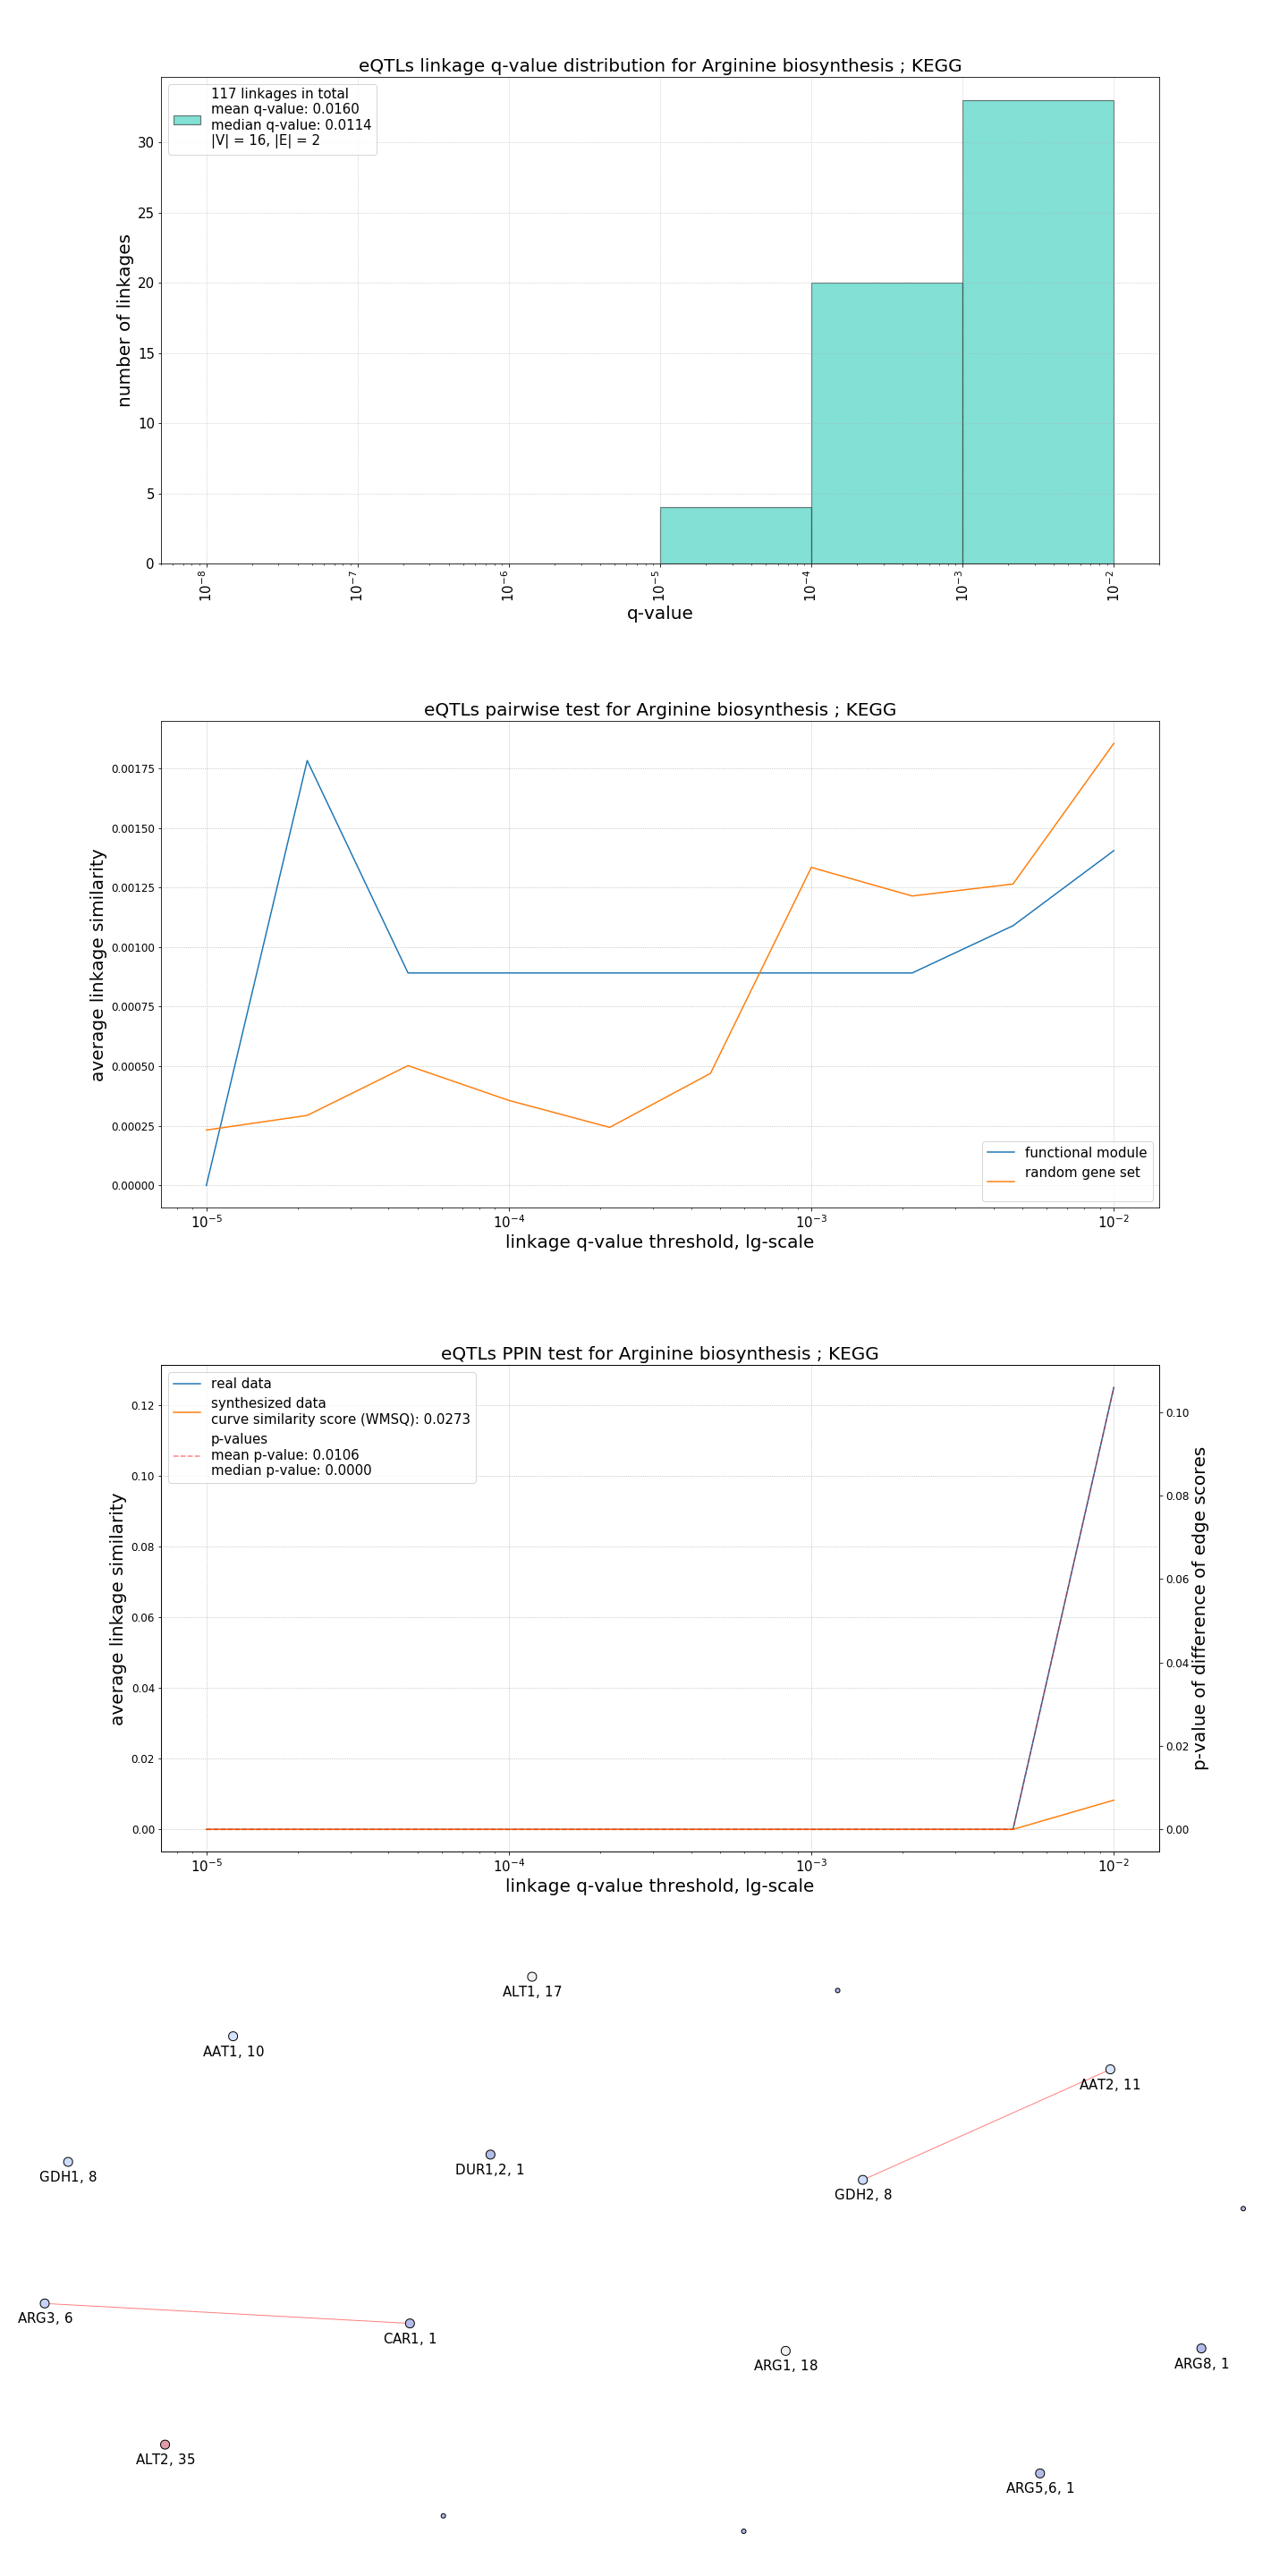 eQTLs linkage q-value distribution for Arginine biosynthesis ; KEGG
117 linkages in total
mean q-value: 0.0160
median q-value: 0.0114
|V| = 16, |E| = 2
number of linkages
30
25
20
15
10
5
0
10⁻⁸ 10⁻⁷ 10⁻⁶ 10⁻⁵ 10⁻⁴ 10⁻³ 10⁻²
q-value
eQTLs pairwise test for Arginine biosynthesis ; KEGG
average linkage similarity
0.00175
0.00150
0.00125
0.00100
0.00075
0.00050
0.00025
0.00000
functional module
random gene set
10⁻⁵ 10⁻⁴ 10⁻³ 10⁻²
linkage q-value threshold, lg-scale
eQTLs PPIN test for Arginine biosynthesis ; KEGG
real data
synthesized data
curve similarity score (WMSQ): 0.0273
p-values
mean p-value: 0.0106
median p-value: 0.0000
average linkage similarity
0.12
0.10
0.08
0.06
0.04
0.02
0.00
0.10
0.08
0.06
0.04
0.02
0.00
p-value of difference of edge scores
10⁻⁵ 10⁻⁴ 10⁻³ 10⁻²
linkage q-value threshold, lg-scale
ALT1, 17
AAT1, 10
AAT2, 11
DUR1,2, 1
GDH1, 8
GDH2, 8
ARG3, 6
CAR1, 1
ARG1, 18
ARG8, 1
ALT2, 35
ARG5,6, 1